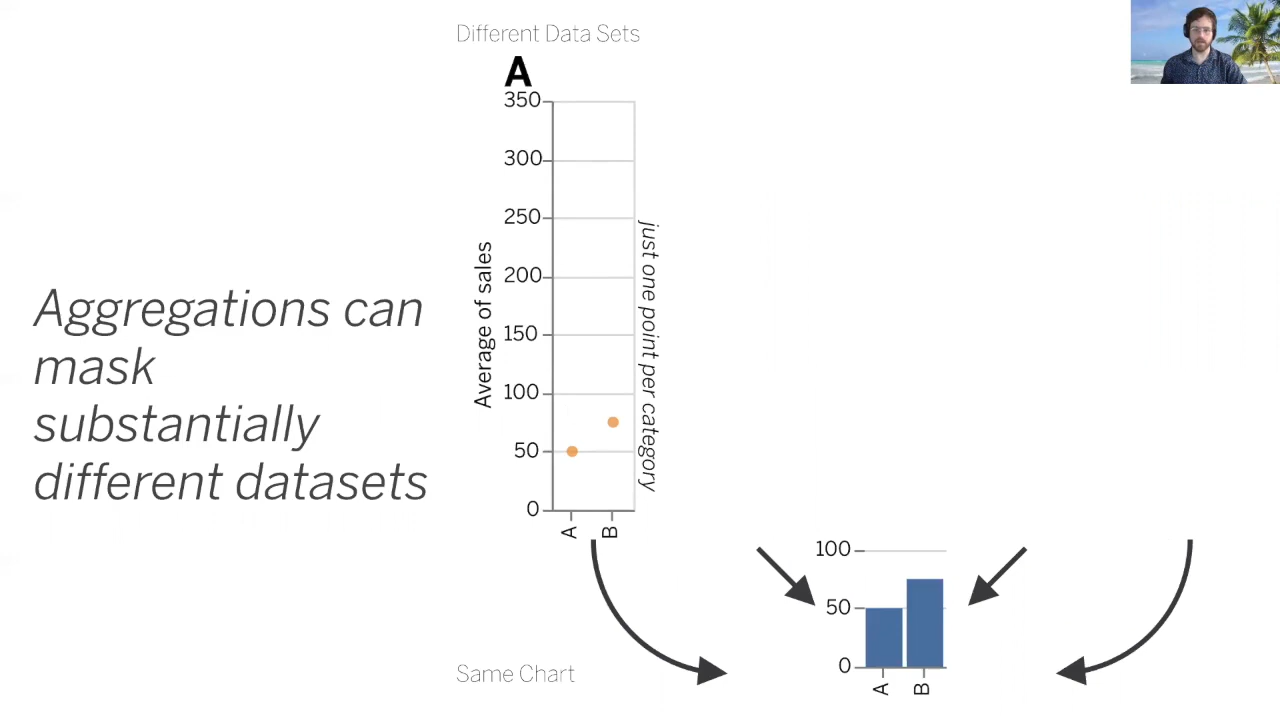 Different Data Sets
A
350
300
250
200
150
100
50
0
Average of sales
just one point per category
A
B
Aggregations can
mask
substantially
different datasets
100
50
0
A
B
Same Chart